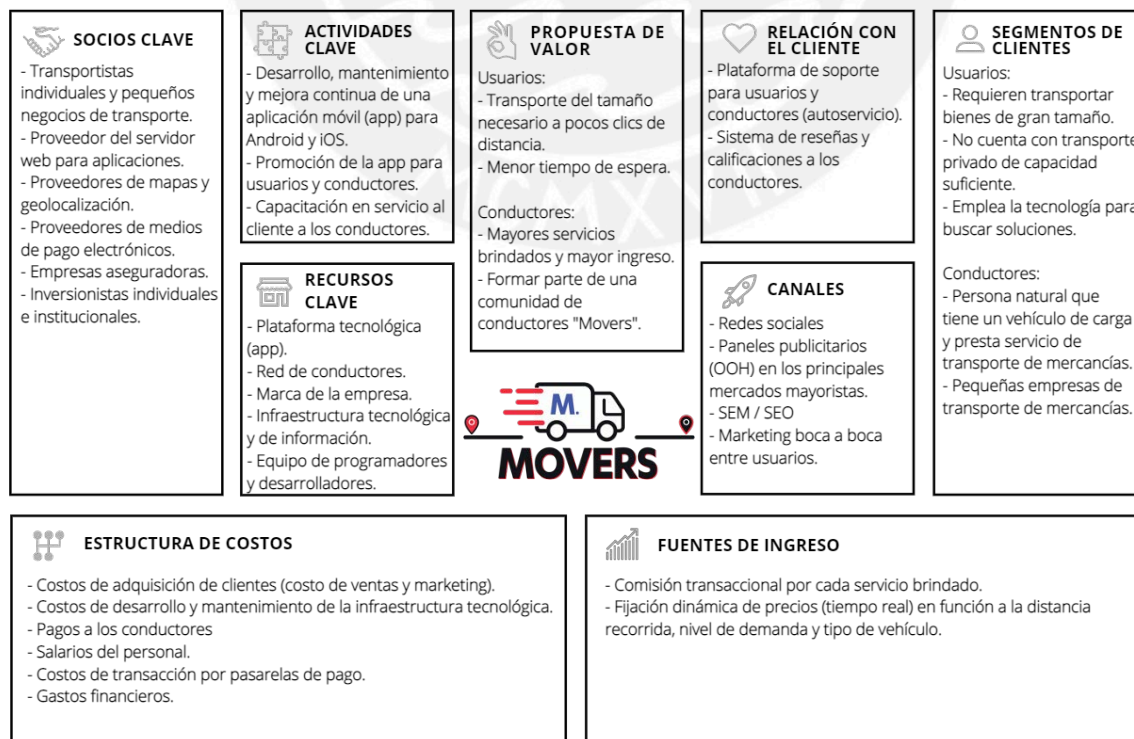 SOCIOS CLAVE
- Transportistas
individuales y pequeños
negocios de transporte.
- Proveedor del servidor
web para aplicaciones.
- Proveedores de mapas y
geolocalización.
- Proveedores de medios
de pago electrónicos.
- Empresas aseguradoras.
- Inversionistas individuales
e institucionales.
ACTIVIDADES
CLAVE
- Desarrollo, mantenimiento
y mejora continua de una
aplicación móvil (app) para
Android y iOS.
- Promoción de la app para
usuarios y conductores.
- Capacitación en servicio al
cliente a los conductores.
RECURSOS
CLAVE
- Plataforma tecnológica
(app).
- Red de conductores.
- Marca de la empresa.
- Infraestructura tecnológica
y de información.
- Equipo de programadores
y desarrolladores.
PROPUESTA DE
VALOR
Usuarios:
- Transporte del tamaño
necesario a pocos clics de
distancia.
- Menor tiempo de espera.
Conductores:
- Mayores servicios
brindados y mayor ingreso.
- Formar parte de una
comunidad de
conductores "Movers".
M.
MOVERS
RELACIÓN CON
EL CLIENTE
- Plataforma de soporte
para usuarios y
conductores (autoservicio).
- Sistema de reseñas y
calificaciones a los
conductores.
CANALES
- Redes sociales
- Paneles publicitarios
(OOH) en los principales
mercados mayoristas.
- SEM / SEO
- Marketing boca a boca
entre usuarios.
SEGMENTOS DE
CLIENTES
Usuarios:
- Requieren transportar
bienes de gran tamaño.
- No cuenta con transporte
privado de capacidad
suficiente.
- Emplea la tecnología para
buscar soluciones.
Conductores:
- Persona natural que
tiene un vehículo de carga
y presta servicio de
transporte de mercancías.
- Pequeñas empresas de
transporte de mercancías.
ESTRUCTURA DE COSTOS
- Costos de adquisición de clientes (costo de ventas y marketing).
- Costos de desarrollo y mantenimiento de la infraestructura tecnológica.
- Pagos a los conductores
- Salarios del personal.
- Costos de transacción por pasarelas de pago.
- Gastos financieros.
FUENTES DE INGRESO
- Comisión transaccional por cada servicio brindado.
- Fijación dinámica de precios (tiempo real) en función a la distancia
recorrida, nivel de demanda y tipo de vehículo.